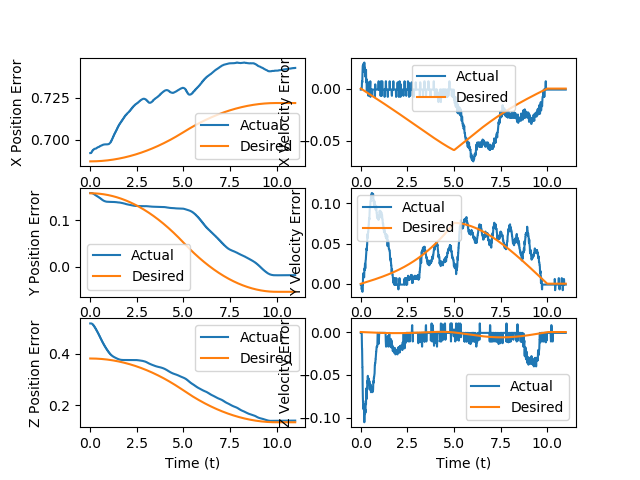 X Position Error
0.725
0.700
0.0
2.5
5.0
7.5
10.0
Actual
Desired
X Velocity Error
0.00
−0.05
0.0
2.5
5.0
7.5
10.0
Actual
Desired
Y Position Error
0.1
0.0
0.0
2.5
5.0
7.5
10.0
Actual
Desired
Y Velocity Error
0.10
0.05
0.00
0.0
2.5
5.0
7.5
10.0
Actual
Desired
Z Position Error
0.4
0.2
0.0
2.5
5.0
7.5
10.0
Time (t)
Actual
Desired
Z Velocity Error
0.00
−0.05
−0.10
0.0
2.5
5.0
7.5
10.0
Time (t)
Actual
Desired